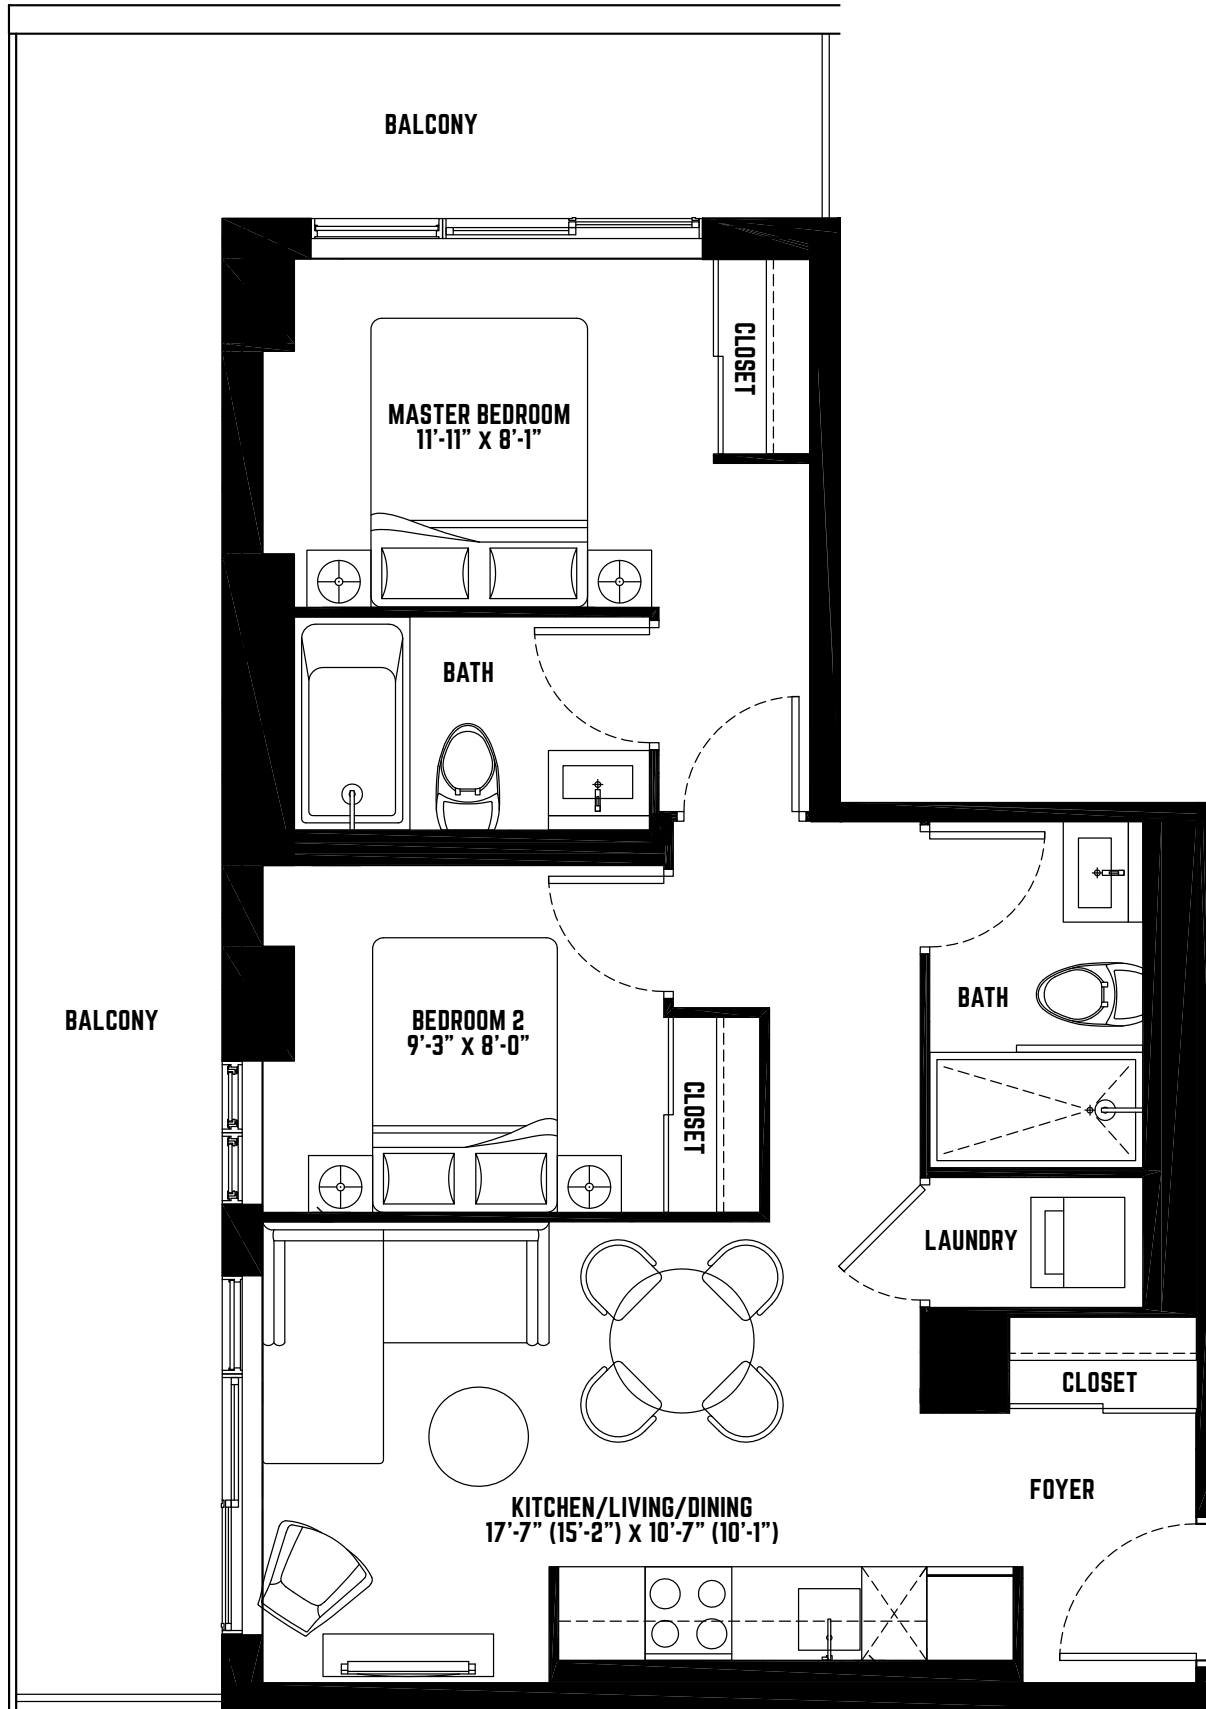 BALCONY
CLOSET
MASTER BEDROOM
11'-11" X 8'-1"
BATH
BATH
BALCONY
BEDROOM 2
9'-3" X 8'-0"
CLOSET
LAUNDRY
CLOSET
FOYER
KITCHEN/LIVING/DINING
17'-7" (15'-2") X 10'-7" (10'-1")